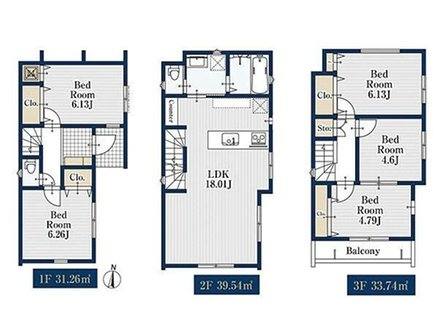 Bed
Room
6.13J
Clo.
Clo.
Bed
Room
6.26J
1F 31.26㎡
N
Counter
LDK
18.01J
2F 39.54㎡
Bed
Room
6.13J
Clo.
Sto.
Bed
Room
4.6J
Clo.
Bed
Room
4.79J
Balcony
3F 33.74㎡